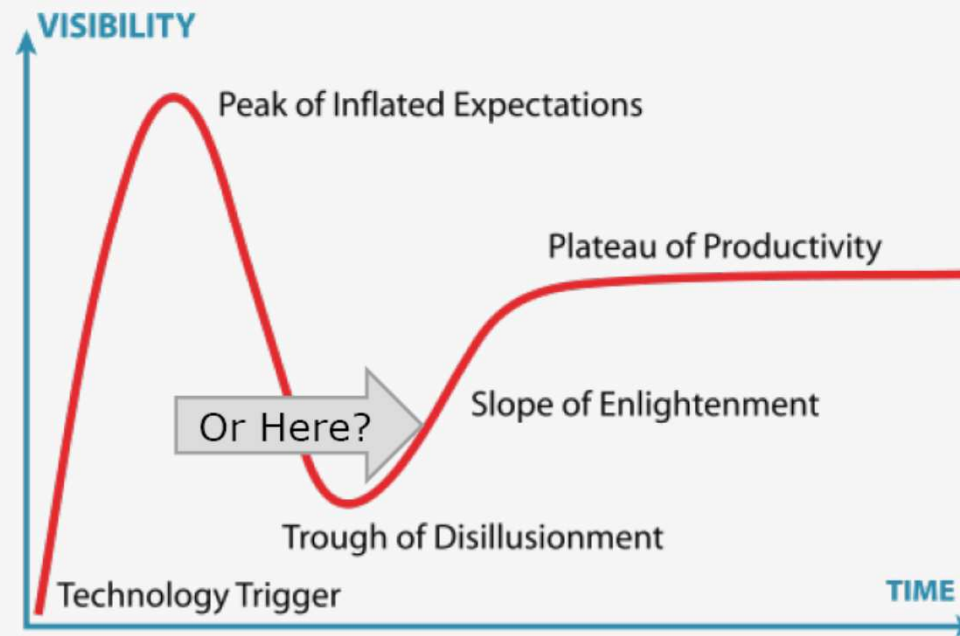 VISIBILITY
Peak of Inflated Expectations
Plateau of Productivity
Slope of Enlightenment
Or Here?
Trough of Disillusionment
Technology Trigger
TIME